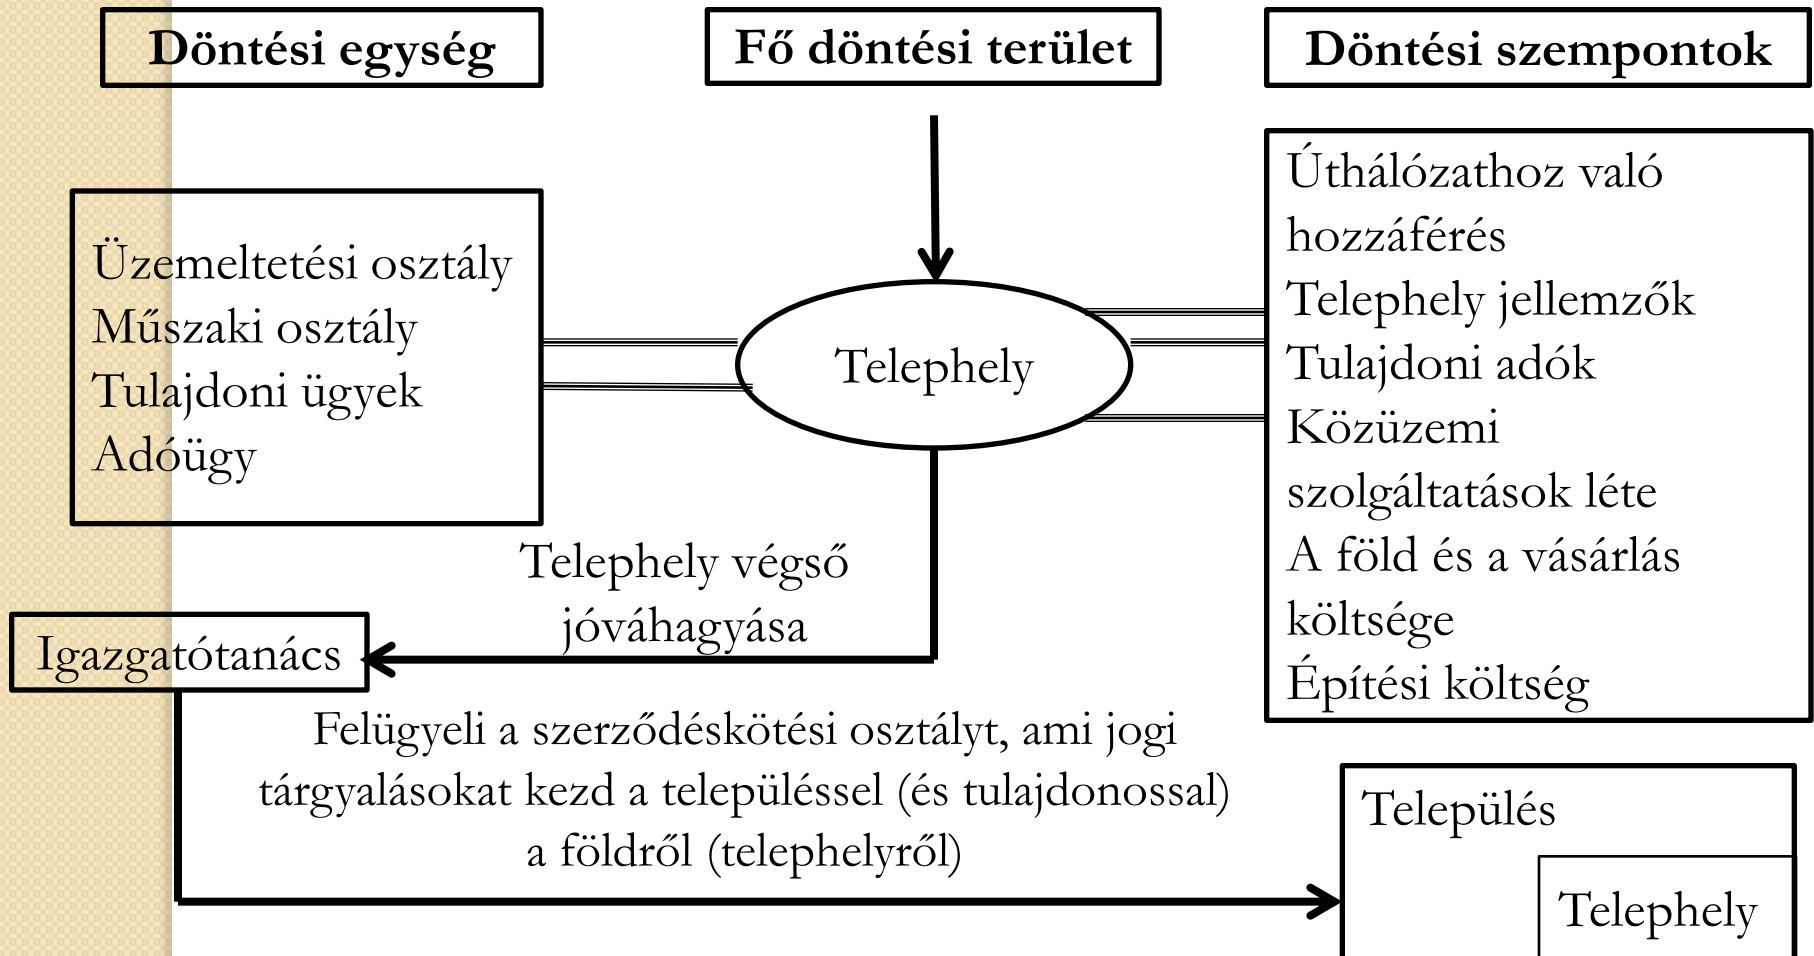 Döntési egység
Fő döntési terület
Döntési szempontok
Üzemeltetési osztály
Műszaki osztály
Tulajdoni ügyek
Adóügy
Telephely
Úthálózathoz való
hozzáférés
Telephely jellemzők
Tulajdoni adók
Közüzemi
szolgáltatások léte
A föld és a vásárlás
költsége
Építési költség
Telephely végső
jóváhagyása
Igazgatótanács
Felügyeli a szerződéskötési osztályt, ami jogi
tárgyalásokat kezd a településsel (és tulajdonossal)
a földről (telephelyről)
Település
Telephely